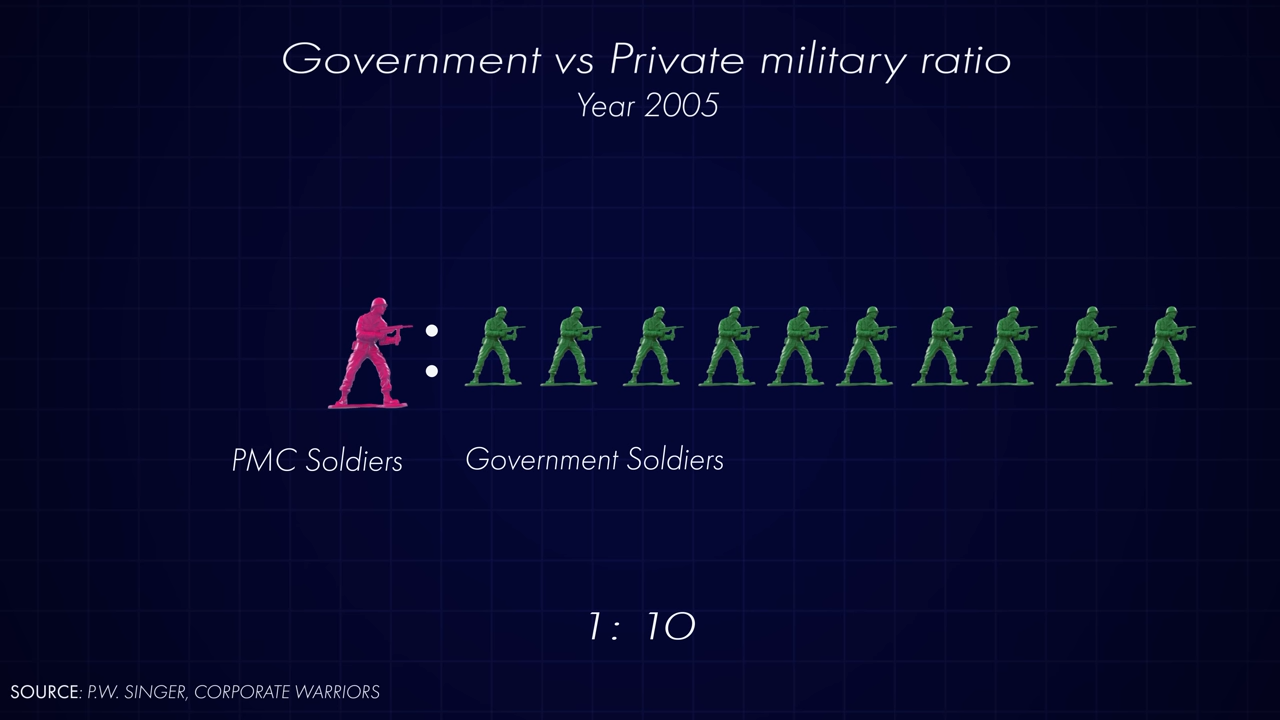 Government vs Private military ratio
Year 2005
PMC Soldiers
Government Soldiers
1: 10
SOURCE: P.W. SINGER, CORPORATE WARRIORS